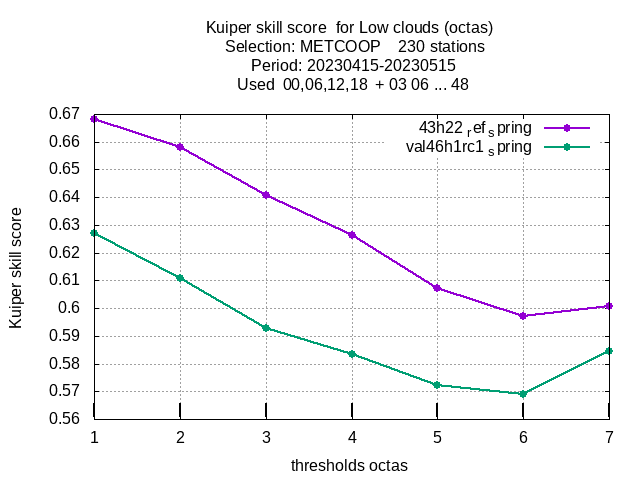 Kuiper skill score  for Low clouds (octas)
Selection: METCOOP    230 stations
Period: 20230415-20230515
Used  00,06,12,18  + 03 06 ... 48
43h22 ref spring
val46h1rc1 spring
0.67
0.66
0.65
0.64
0.63
0.62
0.61
0.6
0.59
0.58
0.57
0.56
Kuiper skill score
1 2 3 4 5 6 7
thresholds octas